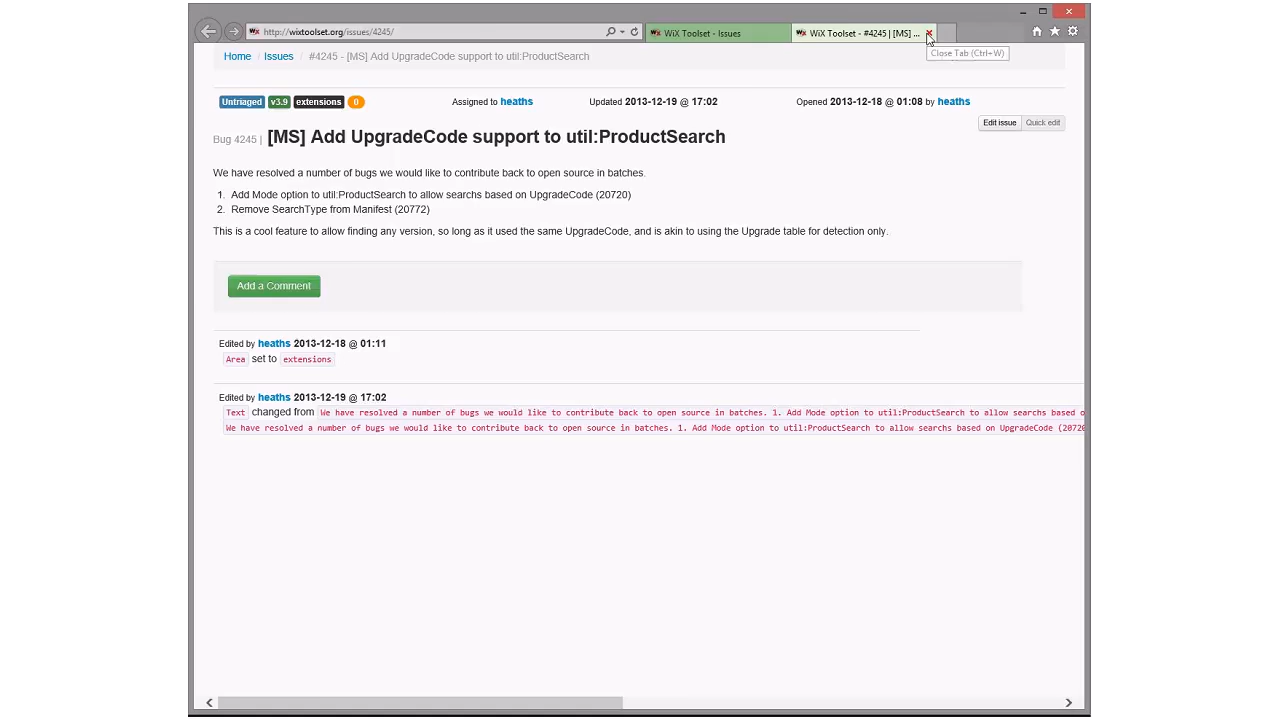 http://wixtoolset.org/issues/4245/
WiX Toolset - Issues
WiX Toolset - #4245 | [MS] ...
Close Tab (Ctrl+W)
Home / Issues / #4245 - [MS] Add UpgradeCode support to util:ProductSearch
Untriaged v3.9 extensions 0 Assigned to heaths Updated 2013-12-19 @ 17:02 Opened 2013-12-18 @ 01:08 by heaths
Edit issue Quick edit
Bug 4245 | [MS] Add UpgradeCode support to util:ProductSearch
We have resolved a number of bugs we would like to contribute back to open source in batches.
1. Add Mode option to util:ProductSearch to allow searchs based on UpgradeCode (20720)
2. Remove SearchType from Manifest (20772)
This is a cool feature to allow finding any version, so long as it used the same UpgradeCode, and is akin to using the Upgrade table for detection only.
Add a Comment
Edited by heaths 2013-12-18 @ 01:11
Area set to extensions
Edited by heaths 2013-12-19 @ 17:02
Text changed from We have resolved a number of bugs we would like to contribute back to open source in batches. 1. Add Mode option to util:ProductSearch to allow searchs based o
We have resolved a number of bugs we would like to contribute back to open source in batches. 1. Add Mode option to util:ProductSearch to allow searchs based on UpgradeCode (20720